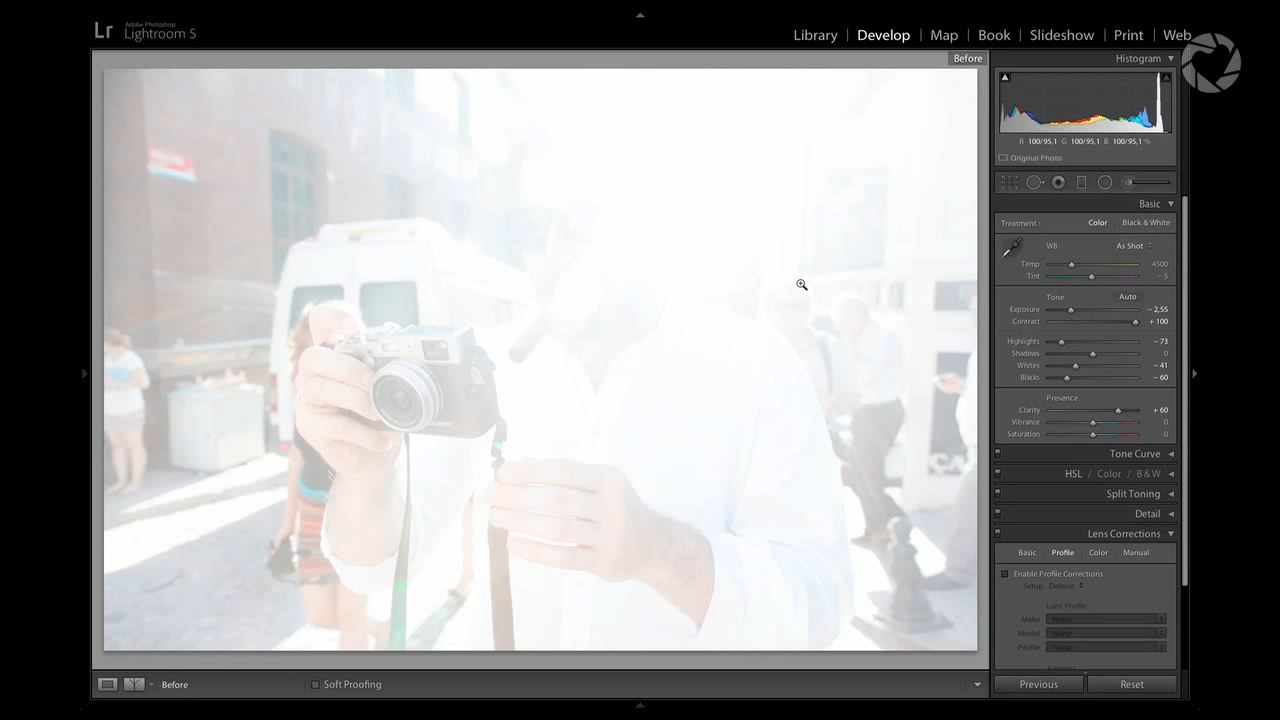 Lr Adobe Photoshop
Lightroom 5
Library | Develop | Map | Book | Slideshow | Print | Web
Before
Histogram
R 100/95,1 G 100/95,1 B 100/95,1 %
Original Photo
Basic
Treatment : Color Black & White
WB : As Shot
Temp 4500
Tint – 5
Tone Auto
Exposure – 2,55
Contrast + 100
Highlights – 73
Shadows 0
Whites – 41
Blacks – 60
Presence
Clarity + 60
Vibrance 0
Saturation 0
Tone Curve
HSL / Color / B & W
Split Toning
Detail
Lens Corrections
Basic Profile Color Manual
Enable Profile Corrections
Setup Default
Lens Profile
Make None
Model None
Profile None
Amount
Before Soft Proofing
Previous Reset